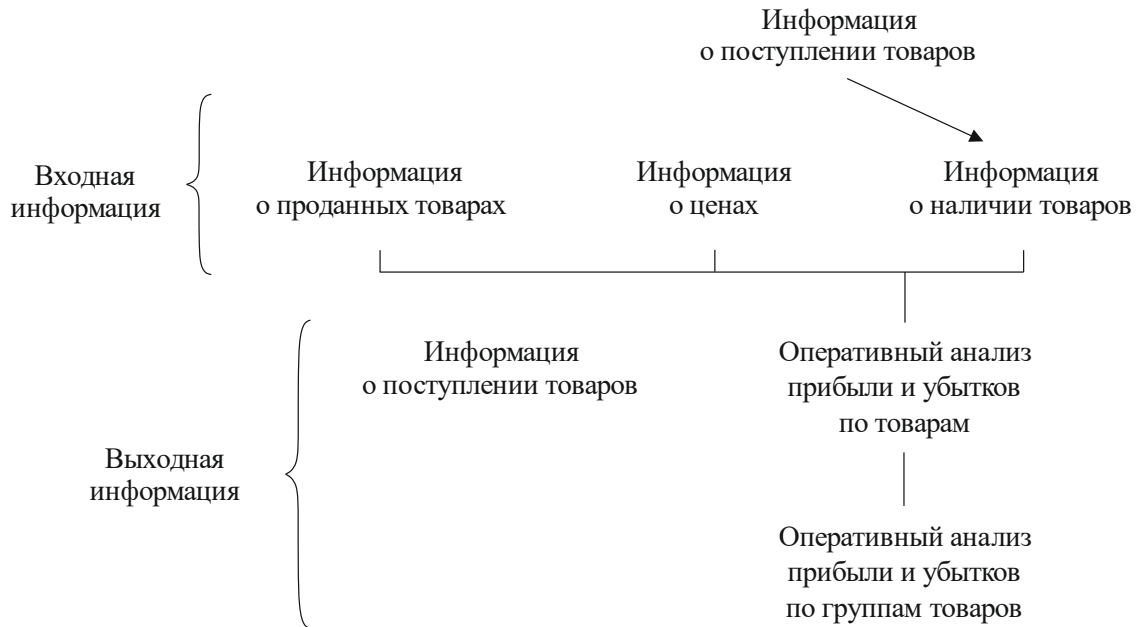 Информация
о поступлении товаров
Входная
информация
Информация
о проданных товарах
Информация
о ценах
Информация
о наличии товаров
Выходная
информация
Информация
о поступлении товаров
Оперативный анализ
прибыли и убытков
по товарам
Оперативный анализ
прибыли и убытков
по группам товаров